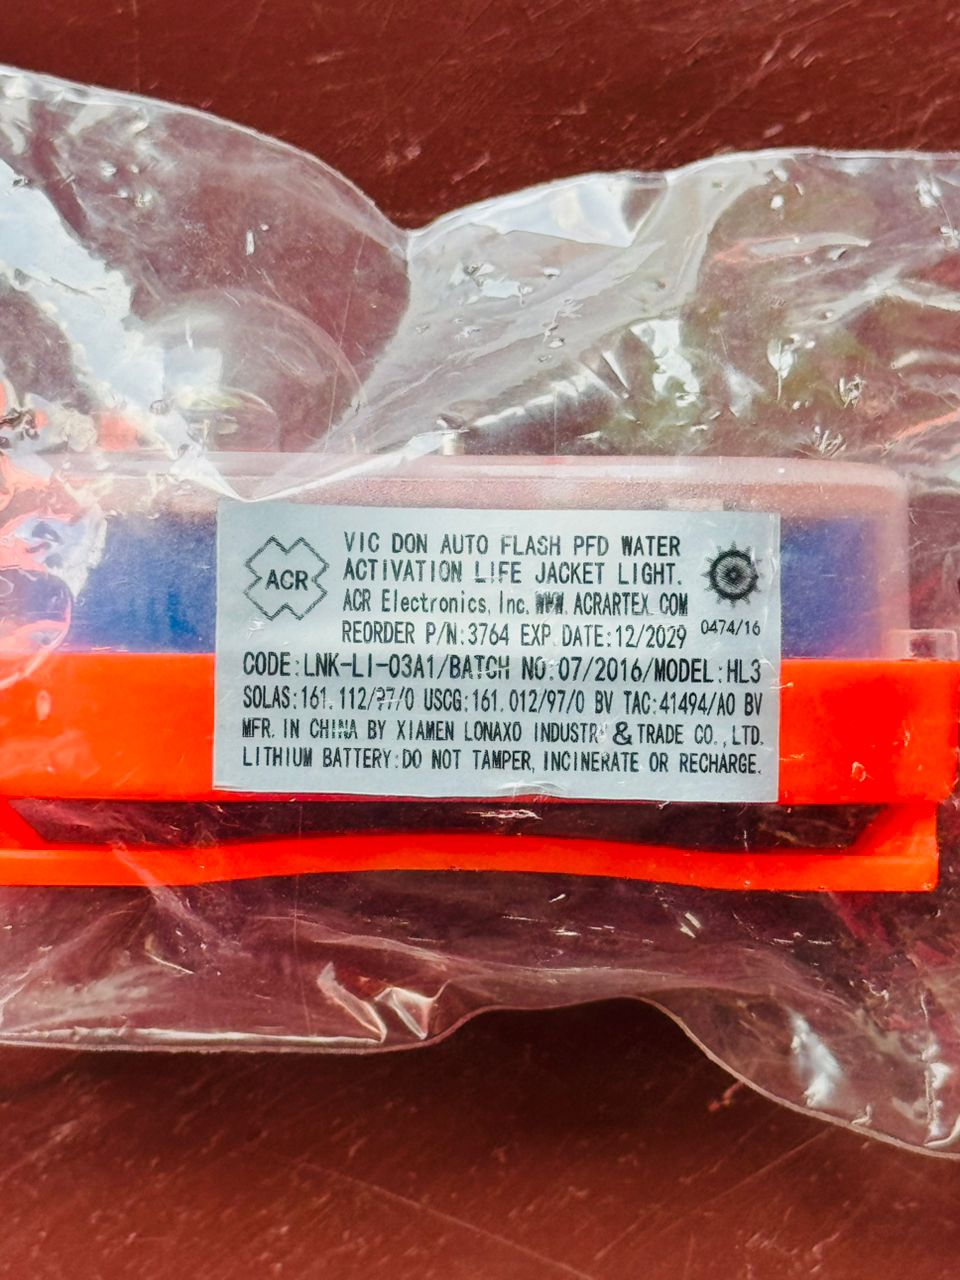 VIC DON AUTO FLASH PFD WATER
ACTIVATION LIFE JACKET LIGHT.
ACR
ACR Electronics, Inc. WWW.ACRARTEX.COM
REORDER P/N:3764 EXP DATE:12/2029 0474/16
CODE:LNK-LI-03A1/BATCH NO:07/2016/MODEL:HL3
SOLAS:161.112/97/0 USCG:161.012/97/0 BV TAC:41494/A0 BV
MFR. IN CHINA BY XIAMEN LONAXO INDUSTR & TRADE CO.,LTD.
LITHIUM BATTERY:DO NOT TAMPER, INCINERATE OR RECHARGE.